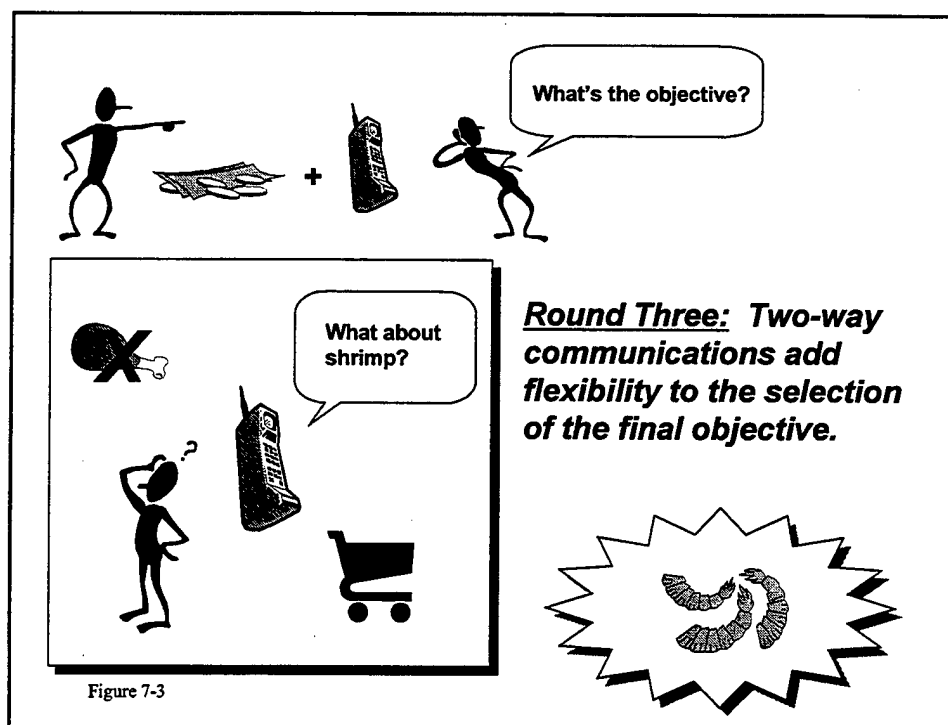 What's the objective?
+
What about
shrimp?
?
Round Three: Two-way
communications add
flexibility to the selection
of the final objective.
Figure 7-3